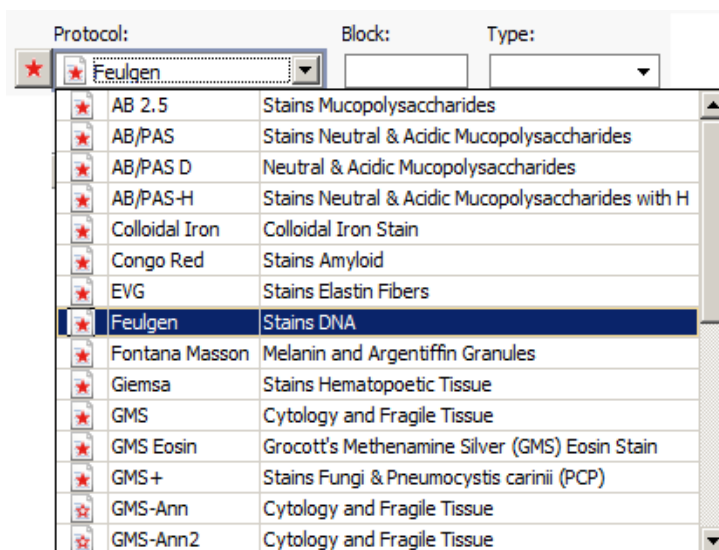 Protocol: Block: Type:
Feulgen
AB 2.5 Stains Mucopolysaccharides
AB/PAS Stains Neutral & Acidic Mucopolysaccharides
AB/PAS D Neutral & Acidic Mucopolysaccharides
AB/PAS-H Stains Neutral & Acidic Mucopolysaccharides with H
Colloidal Iron Colloidal Iron Stain
Congo Red Stains Amyloid
EVG Stains Elastin Fibers
Feulgen Stains DNA
Fontana Masson Melanin and Argentiffin Granules
Giemsa Stains Hematopoetic Tissue
GMS Cytology and Fragile Tissue
GMS Eosin Grocott's Methenamine Silver (GMS) Eosin Stain
GMS+ Stains Fungi & Pneumocystis carinii (PCP)
GMS-Ann Cytology and Fragile Tissue
GMS-Ann2 Cytology and Fragile Tissue